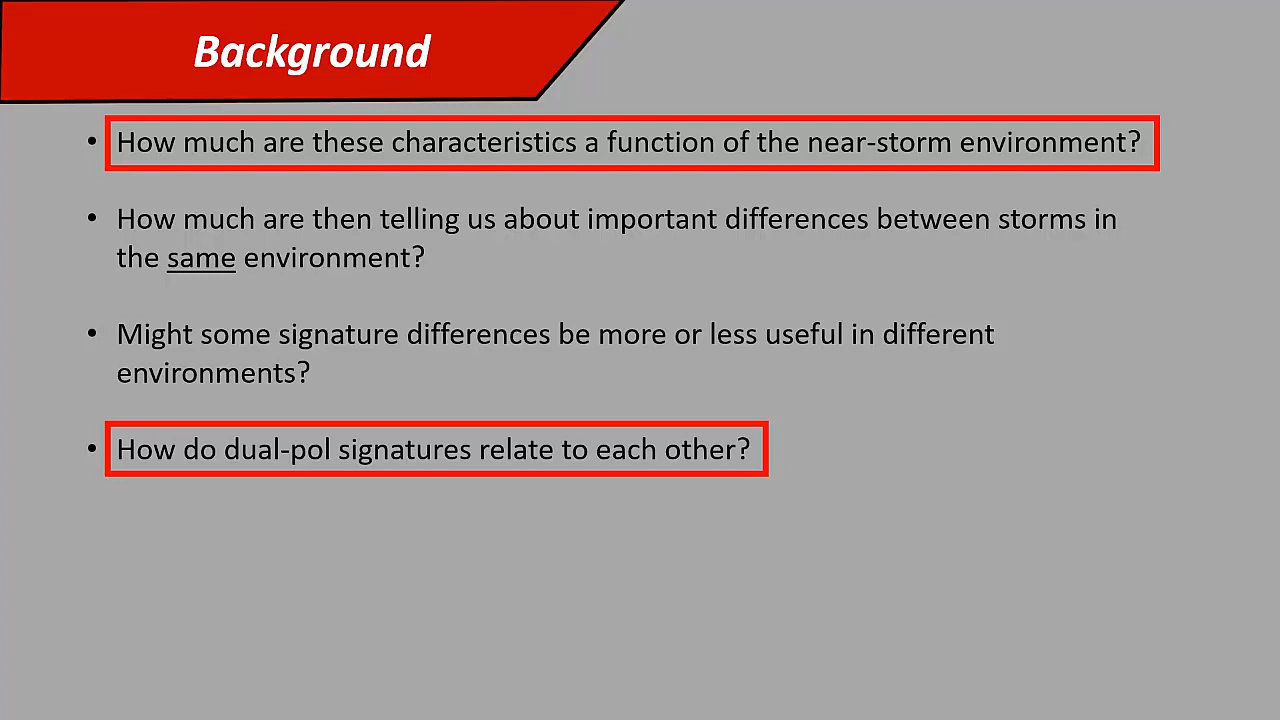 Background
• How much are these characteristics a function of the near-storm environment?
• How much are then telling us about important differences between storms in
the same environment?
• Might some signature differences be more or less useful in different
environments?
• How do dual-pol signatures relate to each other?